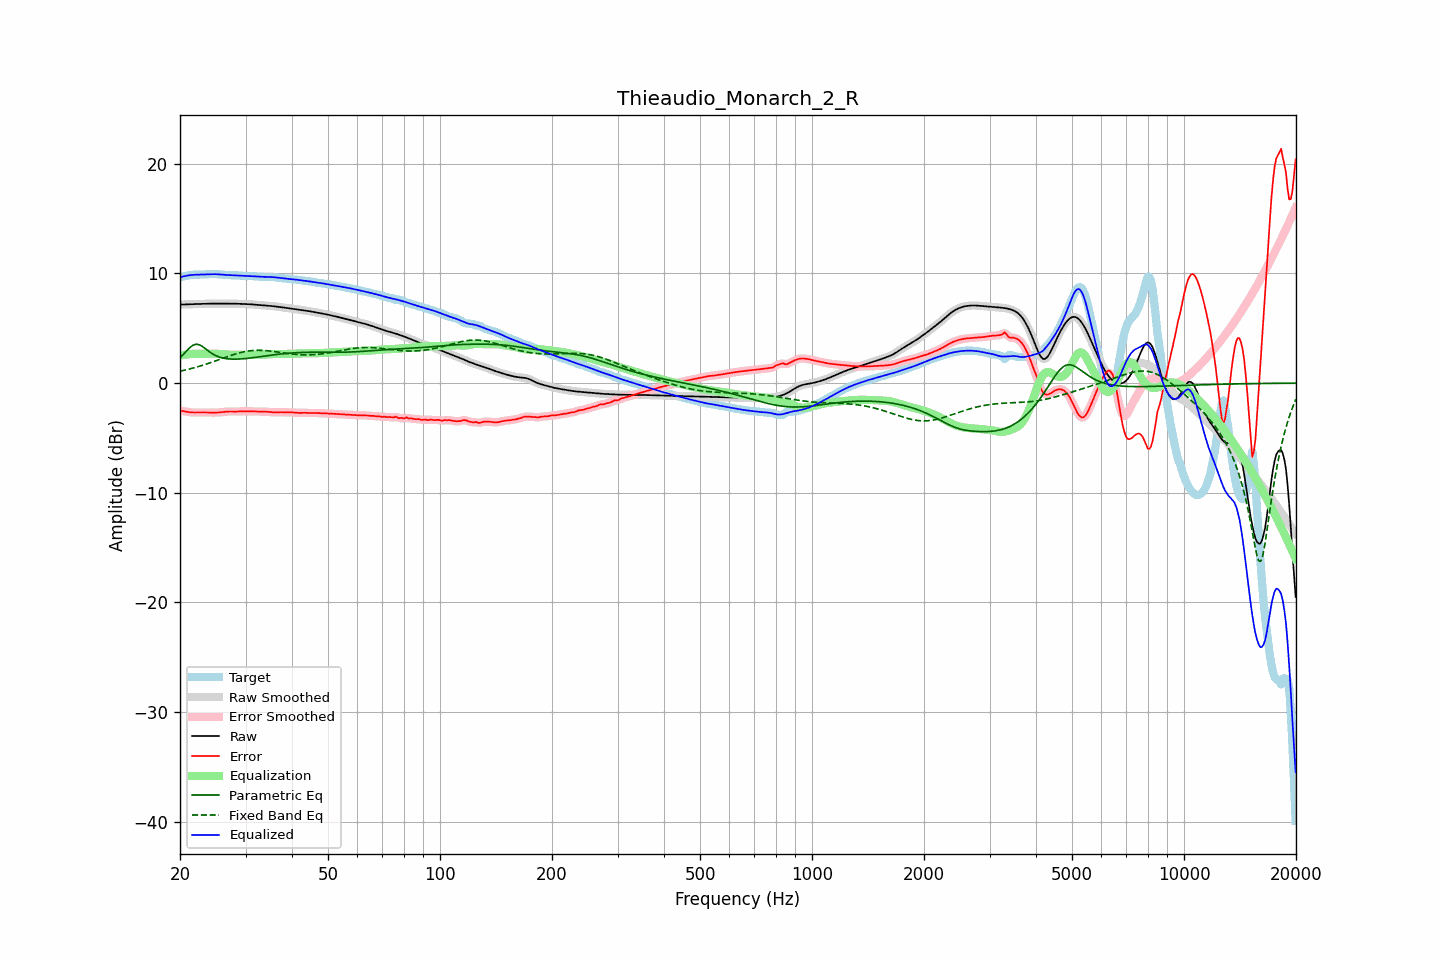 Thieaudio_Monarch_2_R
20
10
0
−10
−20
−30
−40
Amplitude (dBr)
Target
Raw Smoothed
Error Smoothed
Raw
Error
Equalization
Parametric Eq
Fixed Band Eq
Equalized
20 50 100 200 500 1000 2000 5000 10000 20000
Frequency (Hz)